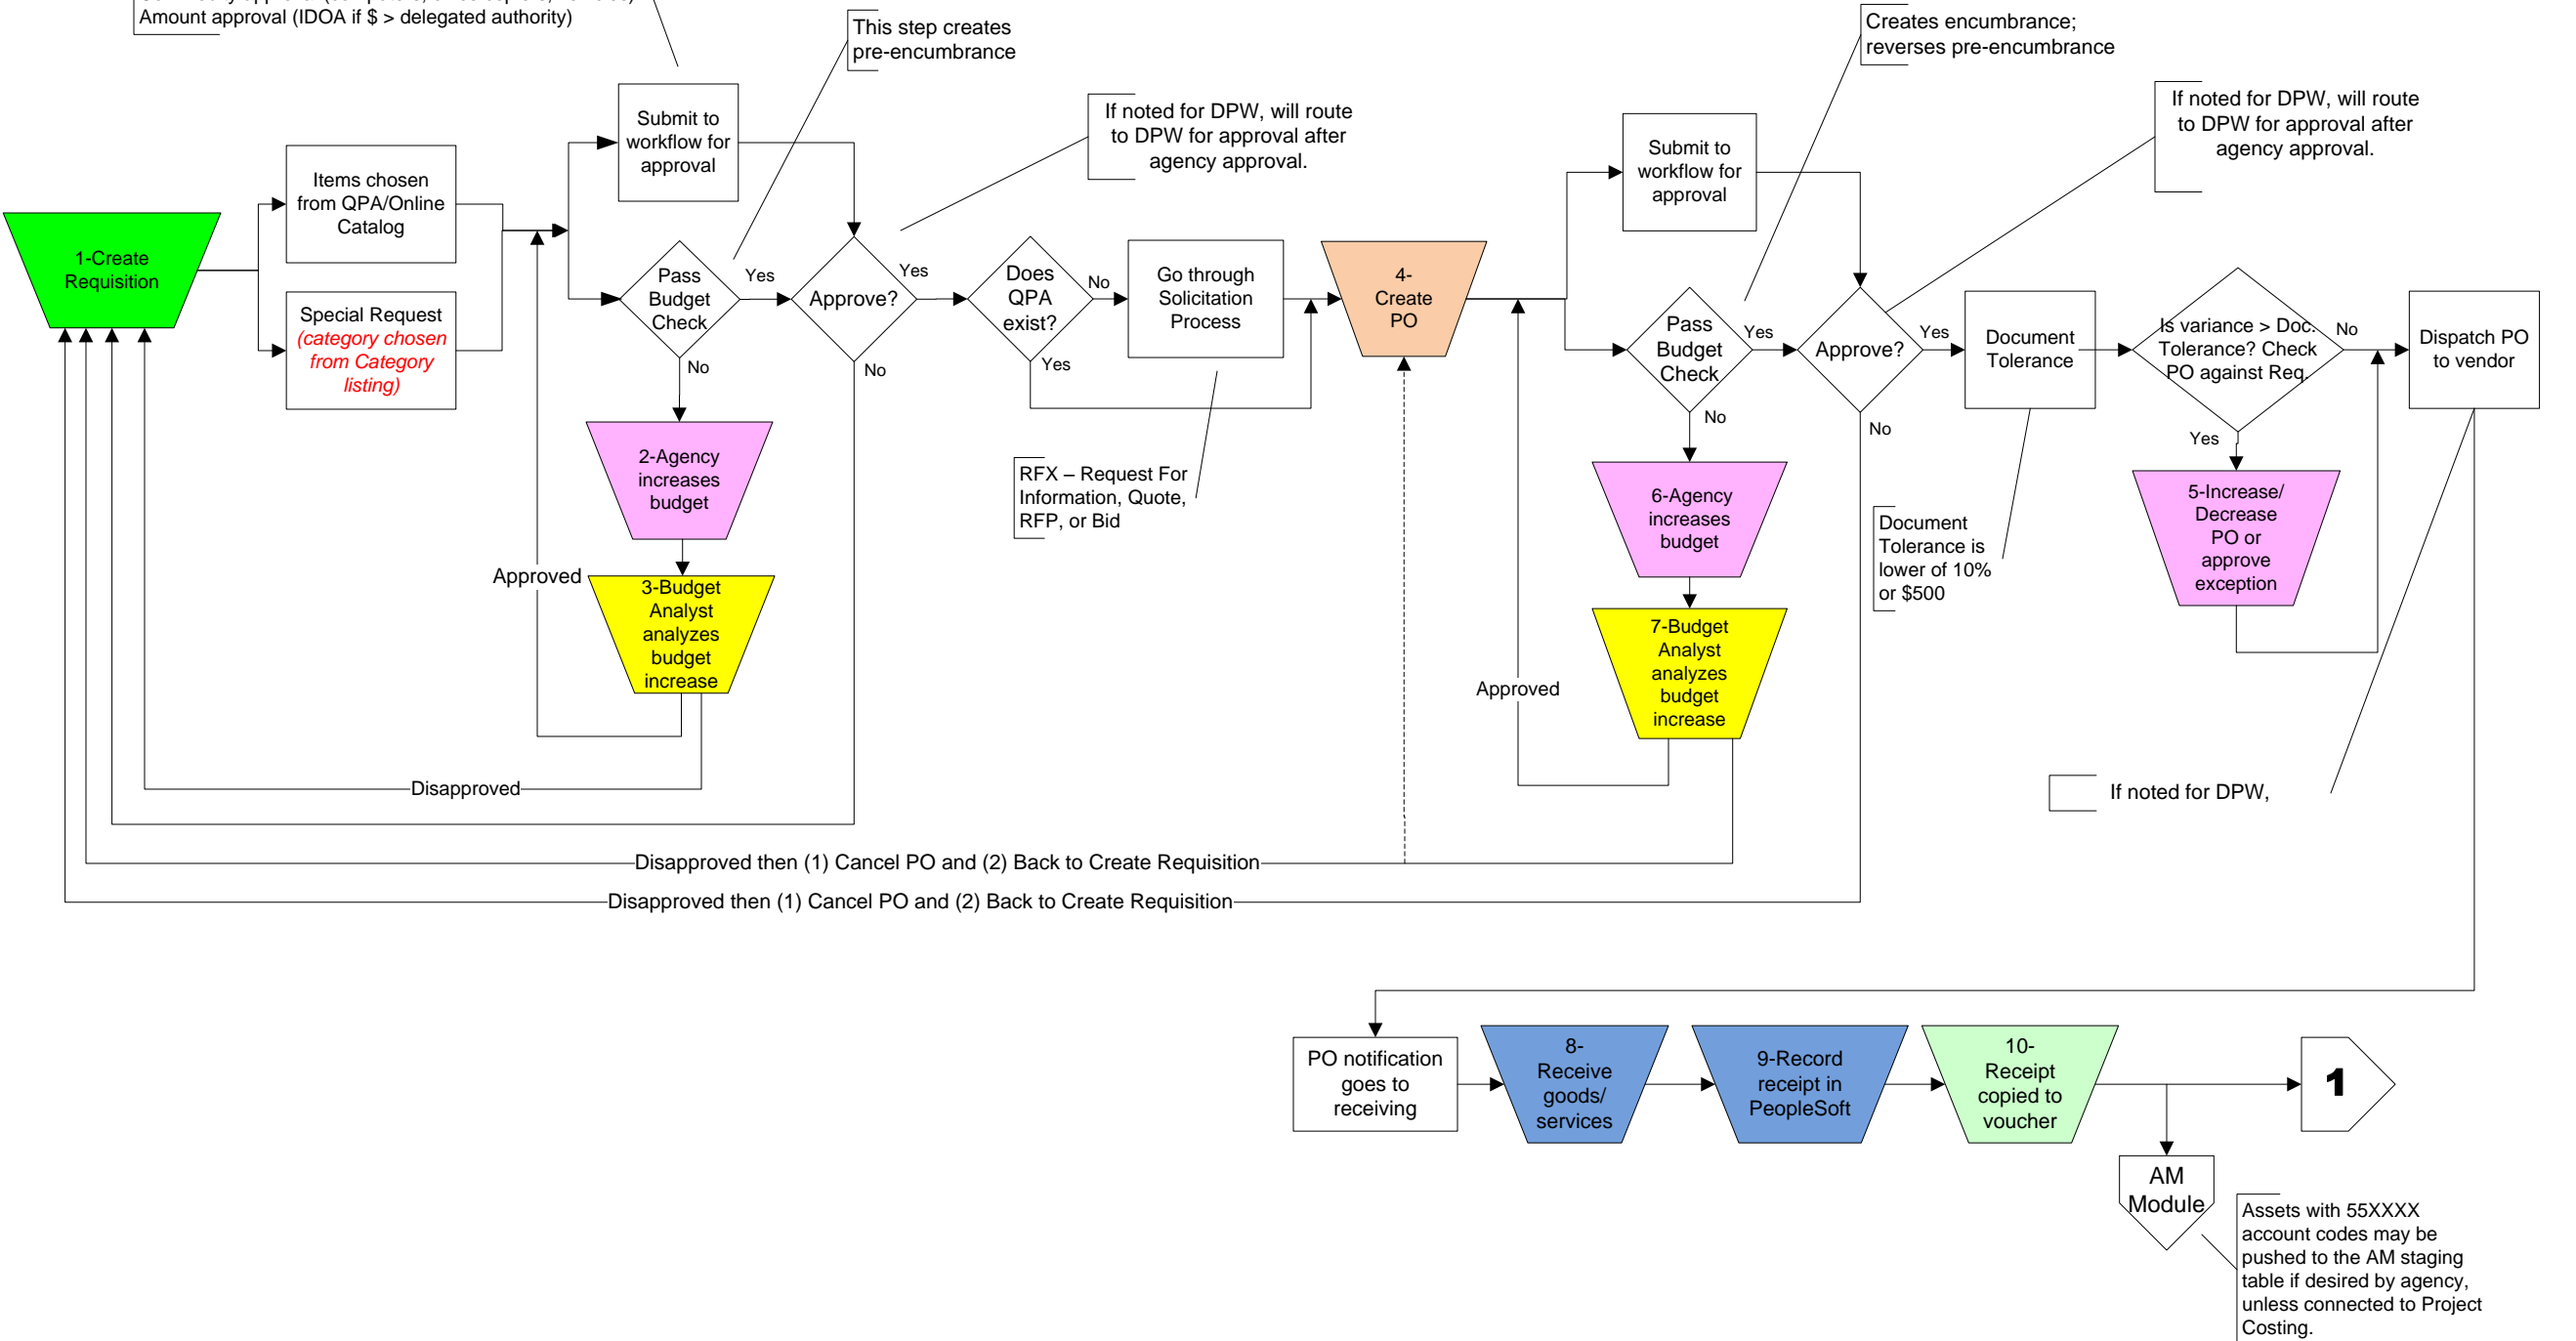 Amount approval (IDOA if $ > delegated authority)
This step creates
pre-encumbrance
Creates encumbrance;
reverses pre-encumbrance
If noted for DPW, will route
to DPW for approval after
agency approval.
If noted for DPW, will route
to DPW for approval after
agency approval.
1-Create
Requisition
Items chosen
from QPA/Online
Catalog
Special Request
(category chosen
from Category
listing)
Submit to
workflow for
approval
Pass
Budget
Check
Yes
No
Approve?
Yes
No
2-Agency
increases
budget
3-Budget
Analyst
analyzes
budget
increase
Approved
Disapproved
Does
QPA
exist?
No
Yes
Go through
Solicitation
Process
RFX – Request For
Information, Quote,
RFP, or Bid
4-
Create
PO
Submit to
workflow for
approval
Pass
Budget
Check
Yes
No
Approve?
Yes
No
6-Agency
increases
budget
7-Budget
Analyst
analyzes
budget
increase
Approved
Document
Tolerance
Document
Tolerance is
lower of 10%
or $500
Is variance > Doc.
Tolerance? Check
PO against Req.
No
Yes
5-Increase/
Decrease
PO or
approve
exception
Dispatch PO
to vendor
If noted for DPW,
Disapproved then (1) Cancel PO and (2) Back to Create Requisition
Disapproved then (1) Cancel PO and (2) Back to Create Requisition
PO notification
goes to
receiving
8-
Receive
goods/
services
9-Record
receipt in
PeopleSoft
10-
Receipt
copied to
voucher
1
AM
Module
Assets with 55XXXX
account codes may be
pushed to the AM staging
table if desired by agency,
unless connected to Project
Costing.